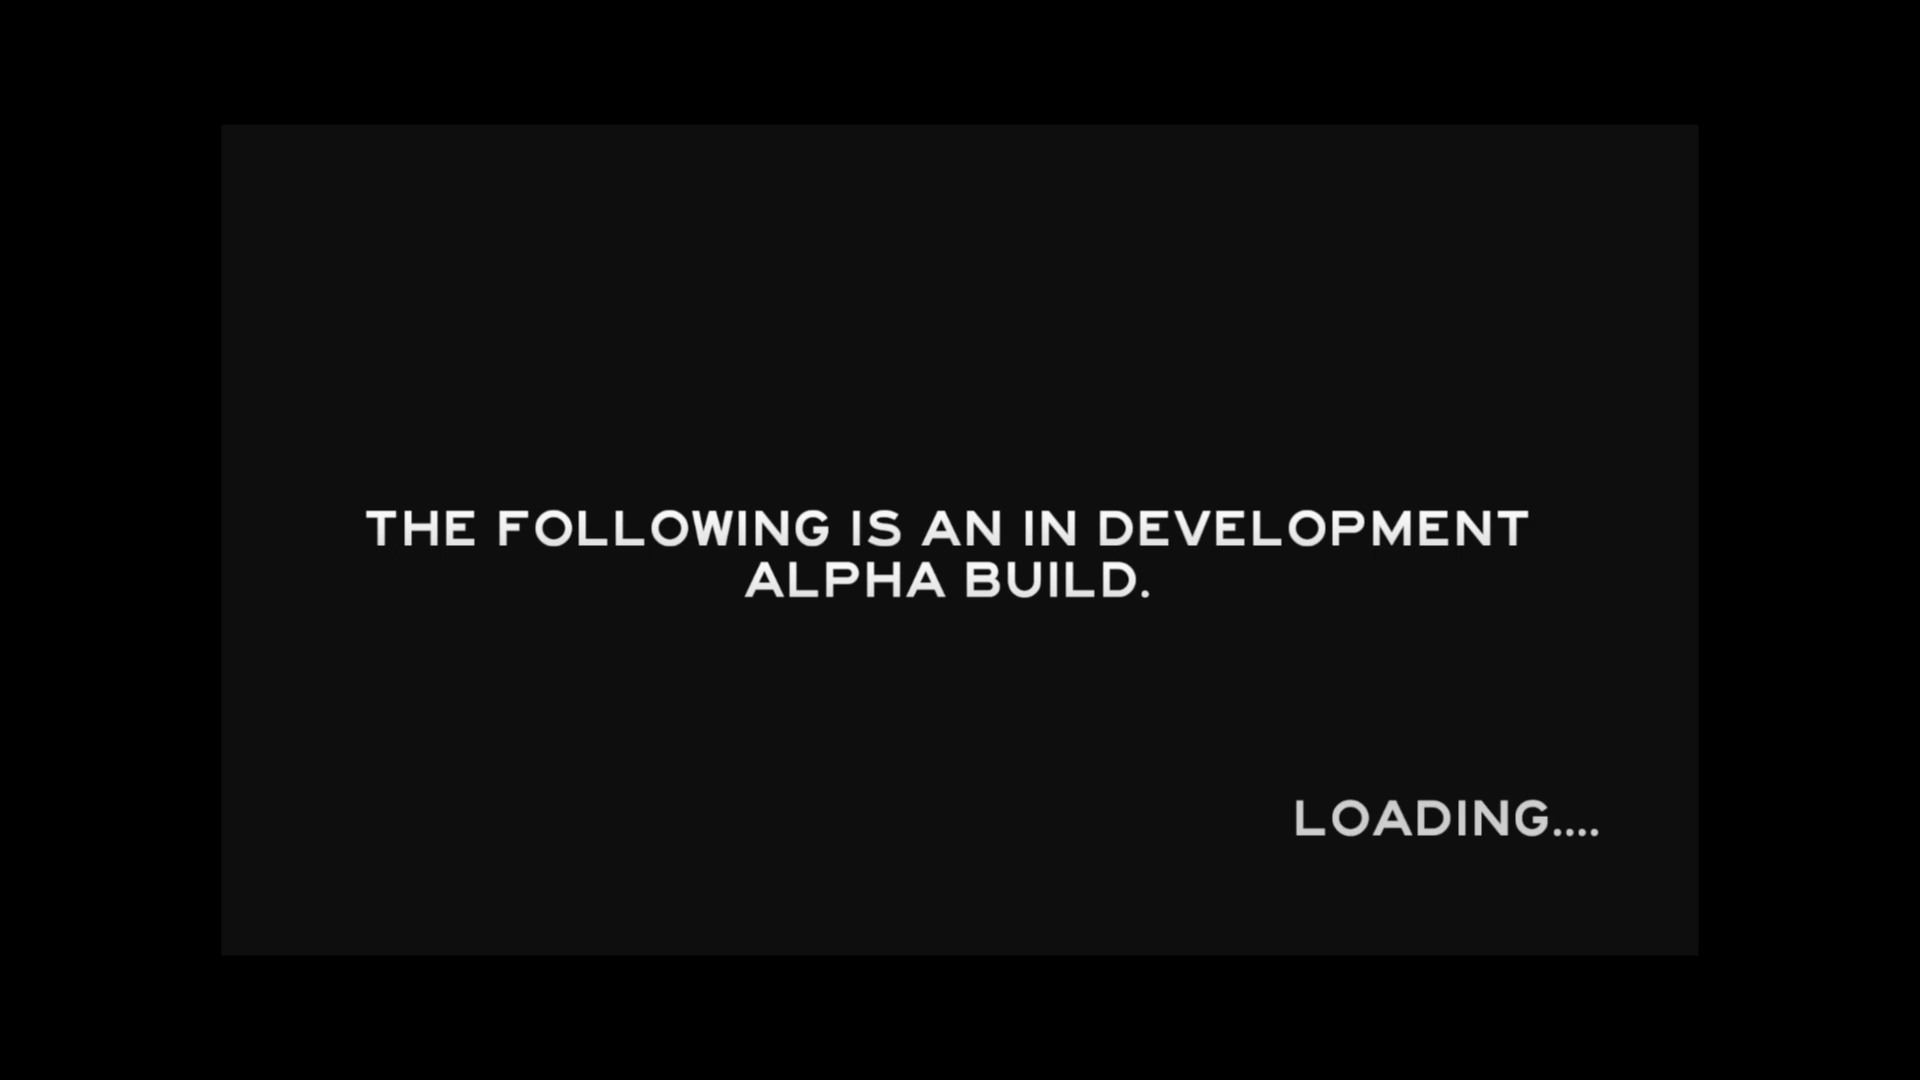 THE FOLLOWING IS AN IN DEVELOPMENT
ALPHA BUILD.
LOADING....